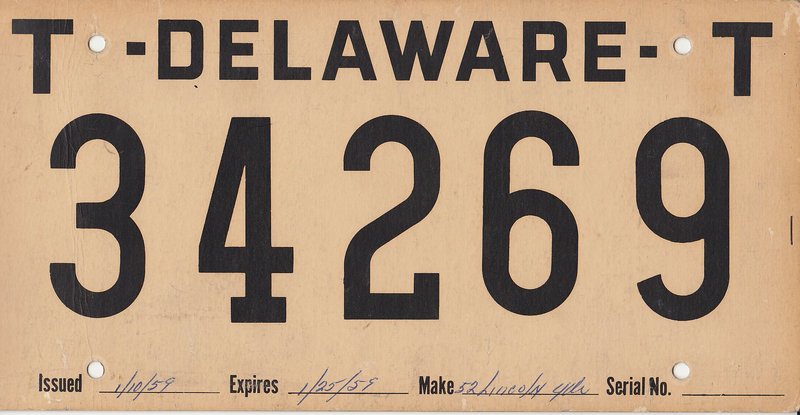 T -DELAWARE- T
34269
Issued 1/10/59 Expires 1/25/59 Make 52 Lincoln Serial No.